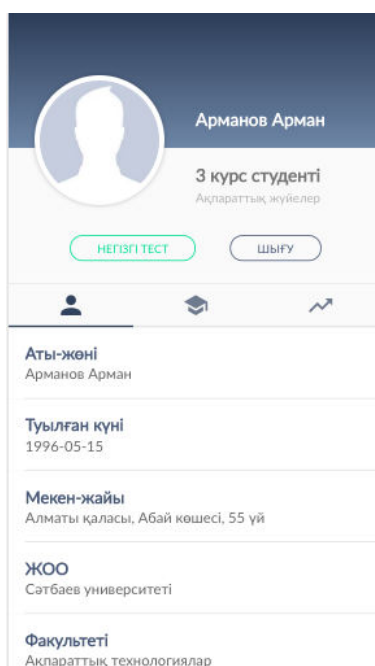 Арманов Арман
3 курс студенті
Ақпараттық жүйелер
НЕГІЗГІ ТЕСТ
ШЫҒУ
Аты-жөні
Арманов Арман
Туылған күні
1996-05-15
Мекен-жайы
Алматы қаласы, Абай көшесі, 55 үй
ЖОО
Сәтбаев университеті
Факультеті
Ақпараттық технологиялар